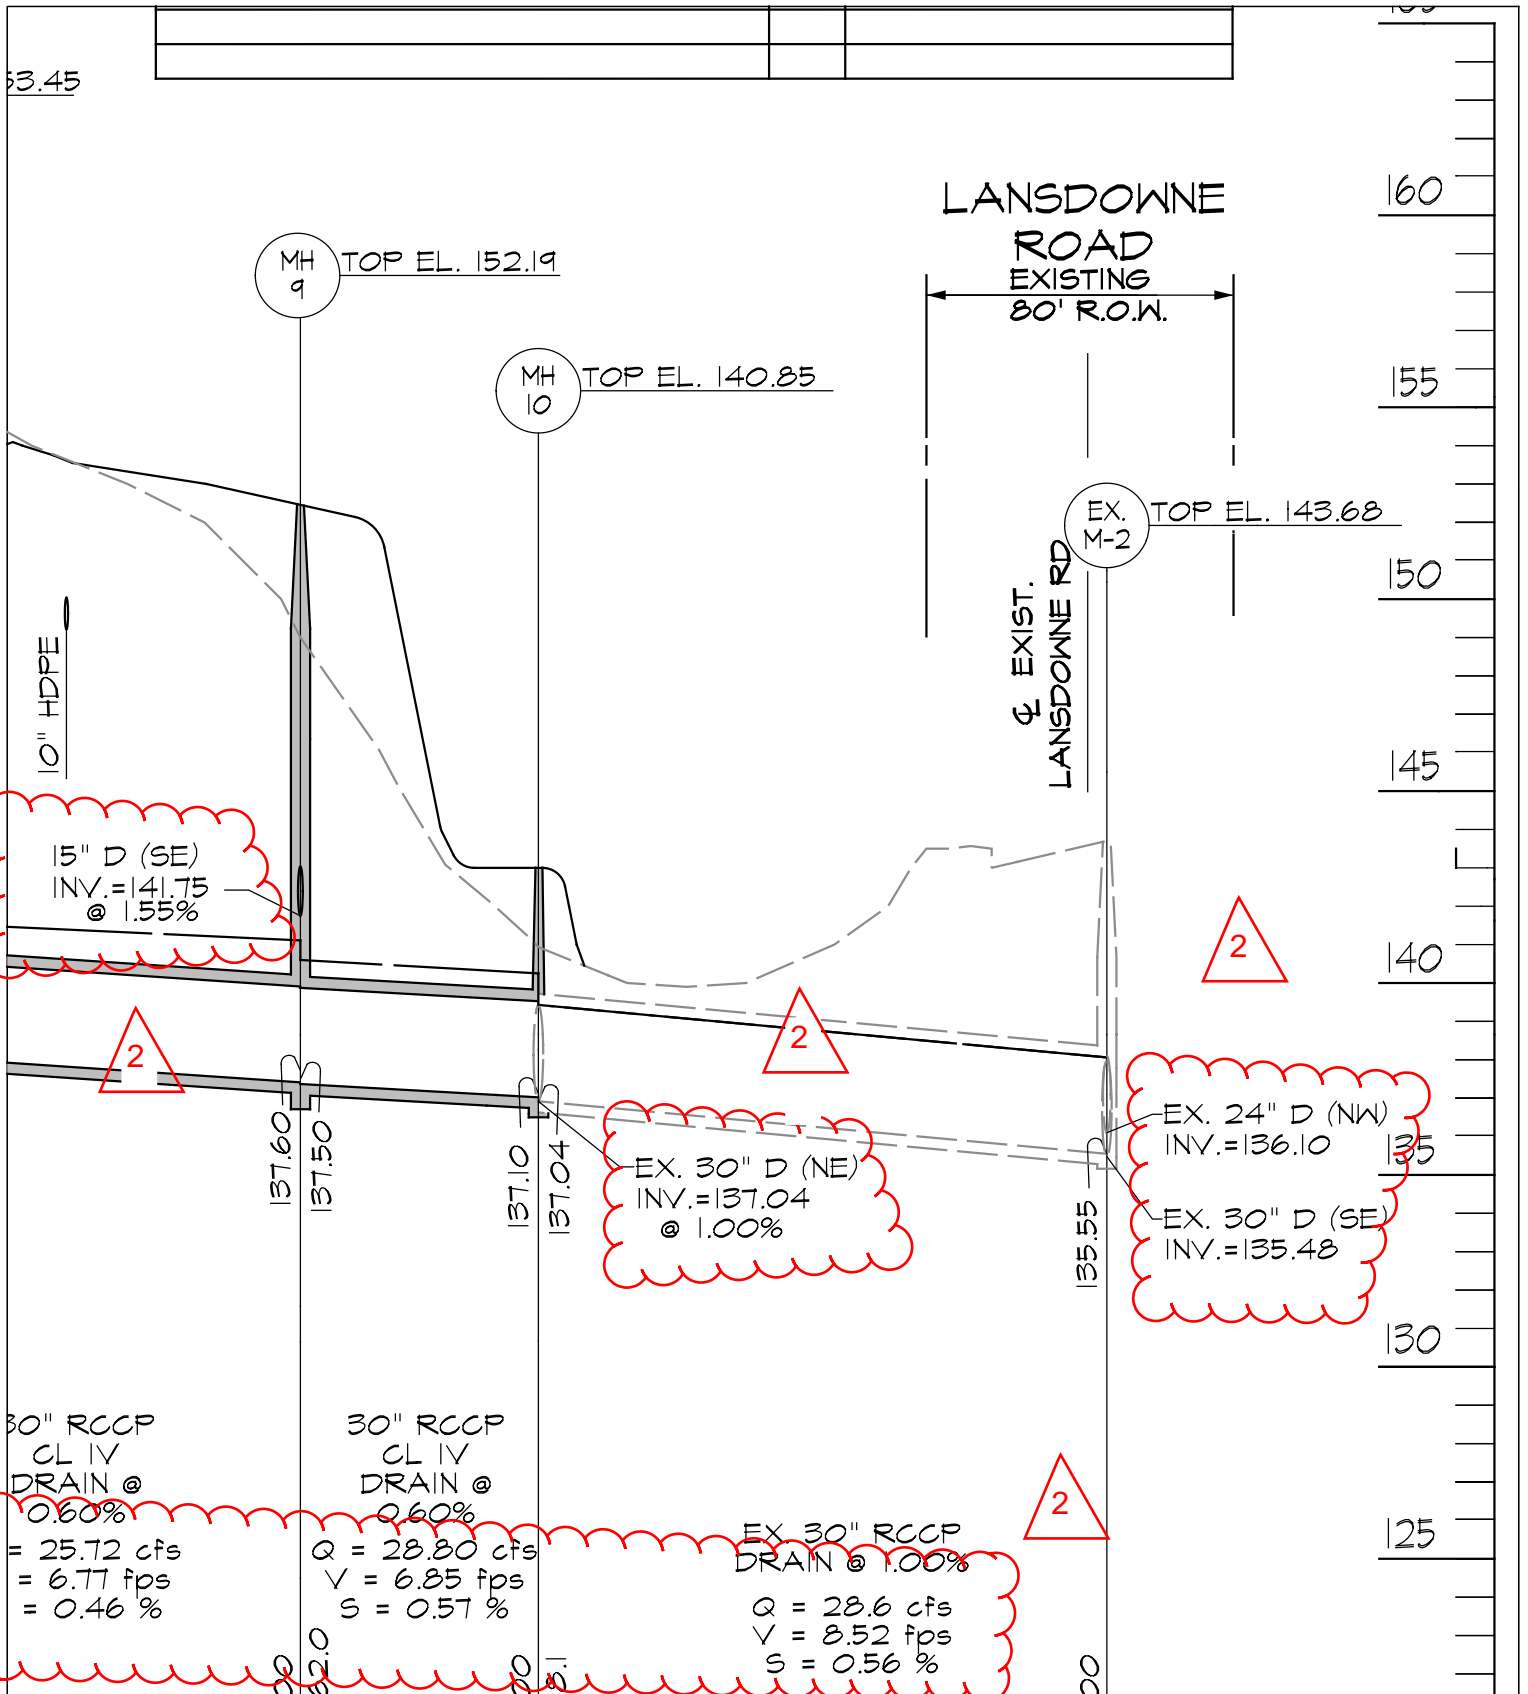 53.45
LANSDOWNE
ROAD
EXISTING
80' R.O.W.
160
MH
9
TOP EL. 152.19
MH
10
TOP EL. 140.85
155
EX.
M-2
TOP EL. 143.68
150
℄ EXIST.
LANSDOWNE RD
10" HDPE
145
15" D (SE)
INV.=141.75
@ 1.55%
2
140
2
2
137.60
137.50
137.10
137.04
EX. 30" D (NE)
INV.=137.04
@ 1.00%
135.55
EX. 24" D (NW)
INV.=136.10
135
EX. 30" D (SE)
INV.=135.48
130
30" RCCP
CL IV
DRAIN @
0.60%
= 25.72 cfs
= 6.77 fps
= 0.46 %
30" RCCP
CL IV
DRAIN @
0.60%
Q = 28.80 cfs
V = 6.85 fps
S = 0.57 %
2
125
EX. 30" RCCP
DRAIN @ 1.00%
Q = 28.6 cfs
V = 8.52 fps
S = 0.56 %